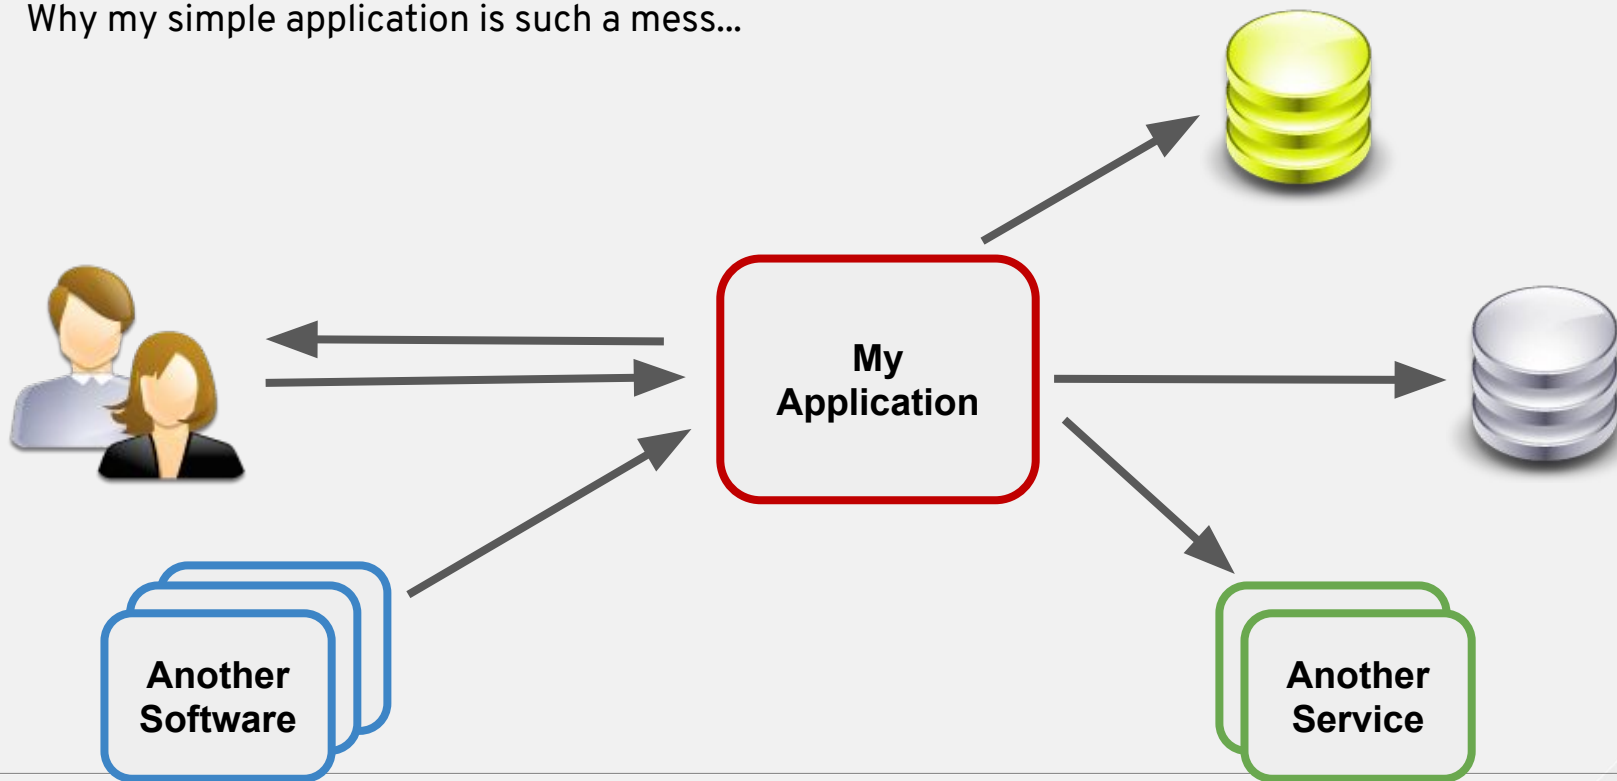 Why my simple application is such a mess...
My
Application
Another
Software
Another
Service